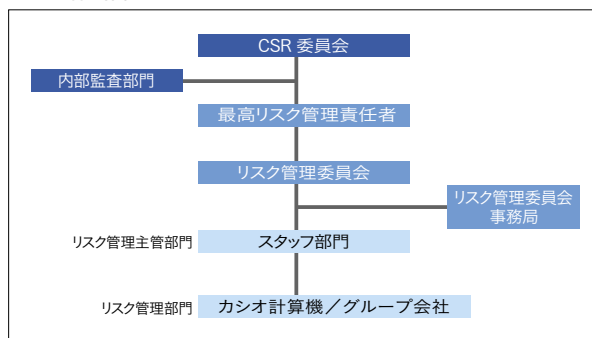 CSR 委員会
内部監査部門
最高リスク管理責任者
リスク管理委員会
リスク管理委員会
事務局
リスク管理主管部門
スタッフ部門
リスク管理部門
カシオ計算機／グループ会社